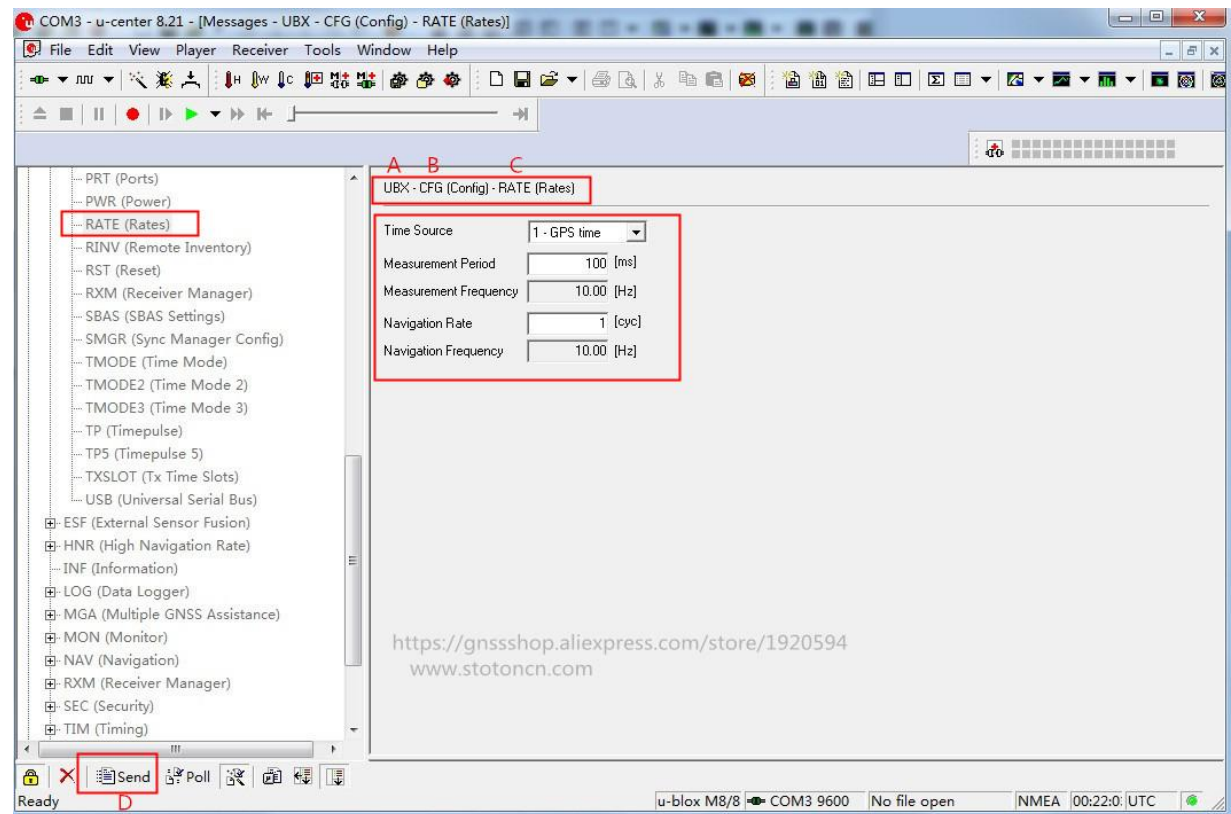 COM3 - u-center 8.21 - [Messages - UBX - CFG (Config) - RATE (Rates)]
File Edit View Player Receiver Tools Window Help
A B C
UBX - CFG (Config) - RATE (Rates)
PRT (Ports)
PWR (Power)
RATE (Rates)
RINV (Remote Inventory)
RST (Reset)
RXM (Receiver Manager)
SBAS (SBAS Settings)
SMGR (Sync Manager Config)
TMODE (Time Mode)
TMODE2 (Time Mode 2)
TMODE3 (Time Mode 3)
TP (Timepulse)
TP5 (Timepulse 5)
TXSLOT (Tx Time Slots)
USB (Universal Serial Bus)
ESF (External Sensor Fusion)
HNR (High Navigation Rate)
INF (Information)
LOG (Data Logger)
MGA (Multiple GNSS Assistance)
MON (Monitor)
NAV (Navigation)
RXM (Receiver Manager)
SEC (Security)
TIM (Timing)
Time Source 1 - GPS time
Measurement Period 100 [ms]
Measurement Frequency 10.00 [Hz]
Navigation Rate 1 [cyc]
Navigation Frequency 10.00 [Hz]
https://gnssshop.aliexpress.com/store/1920594
www.stotoncn.com
Send Poll
D
Ready u-blox M8/8 COM3 9600 No file open NMEA 00:22:0 UTC